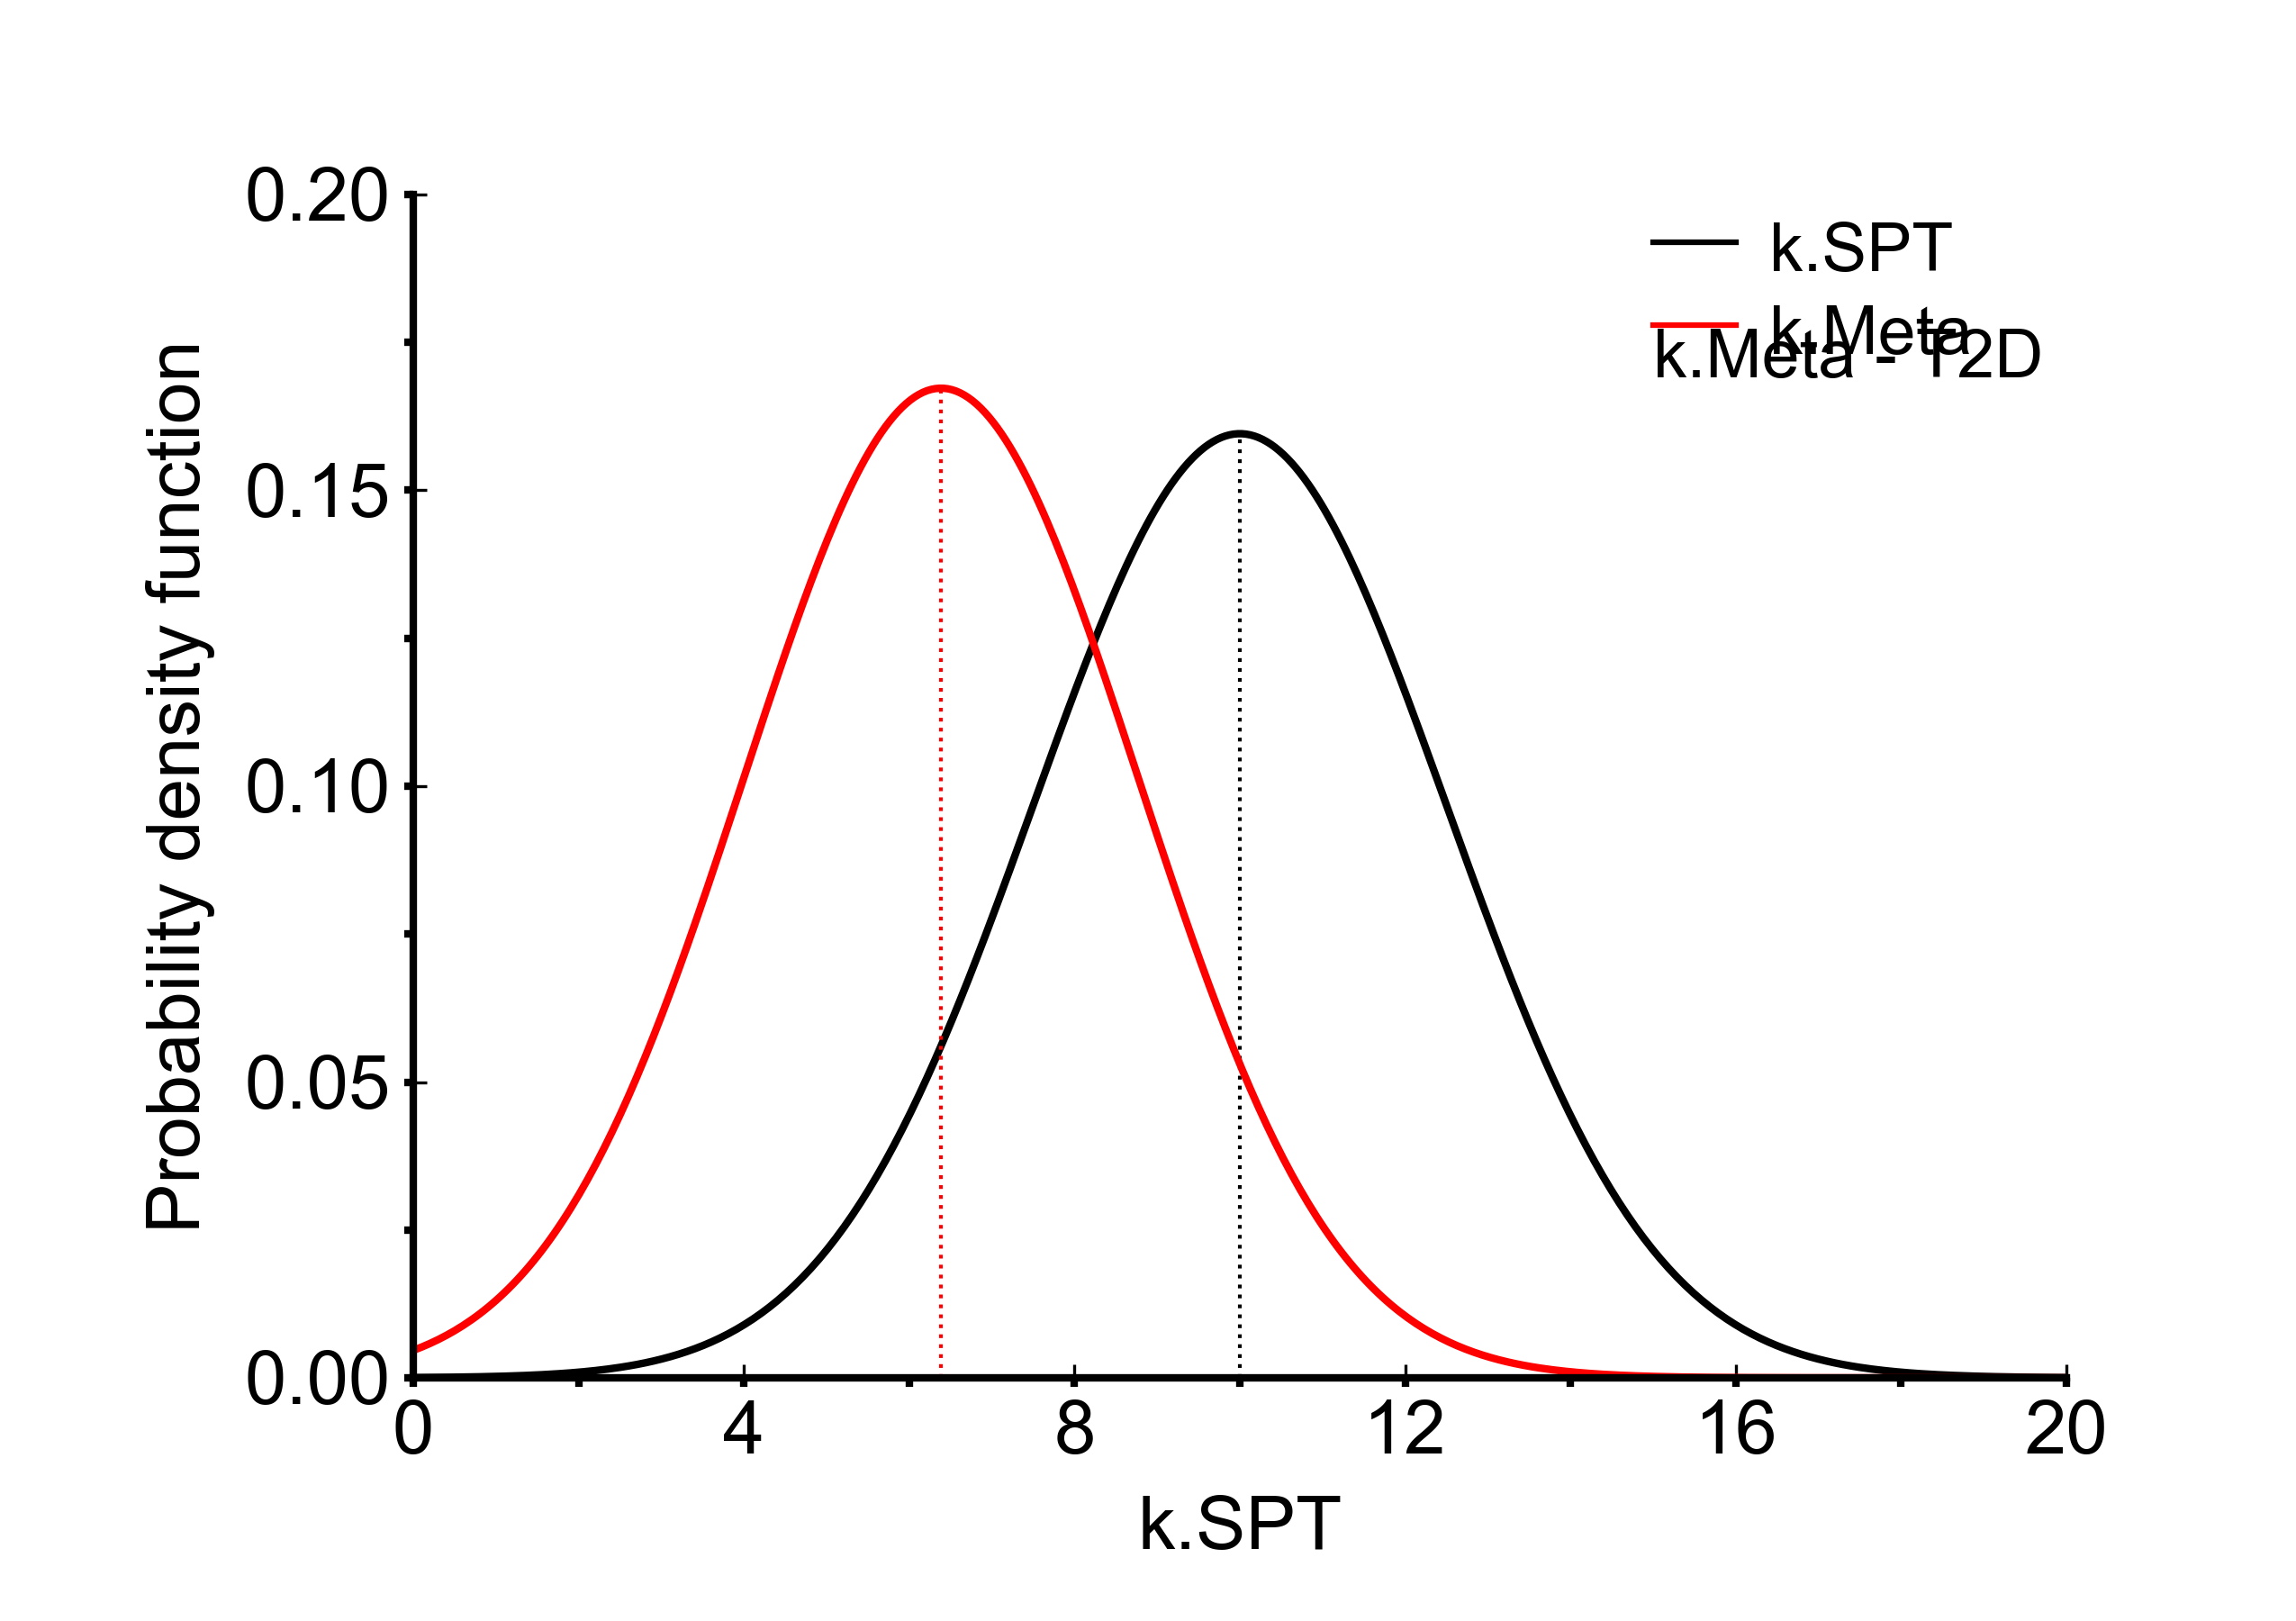 0.20
0.15
0.10
0.05
0.00
Probability density function
k.SPT
k.Meta
k.Meta - T2D
0 4 8 12 16 20
k.SPT